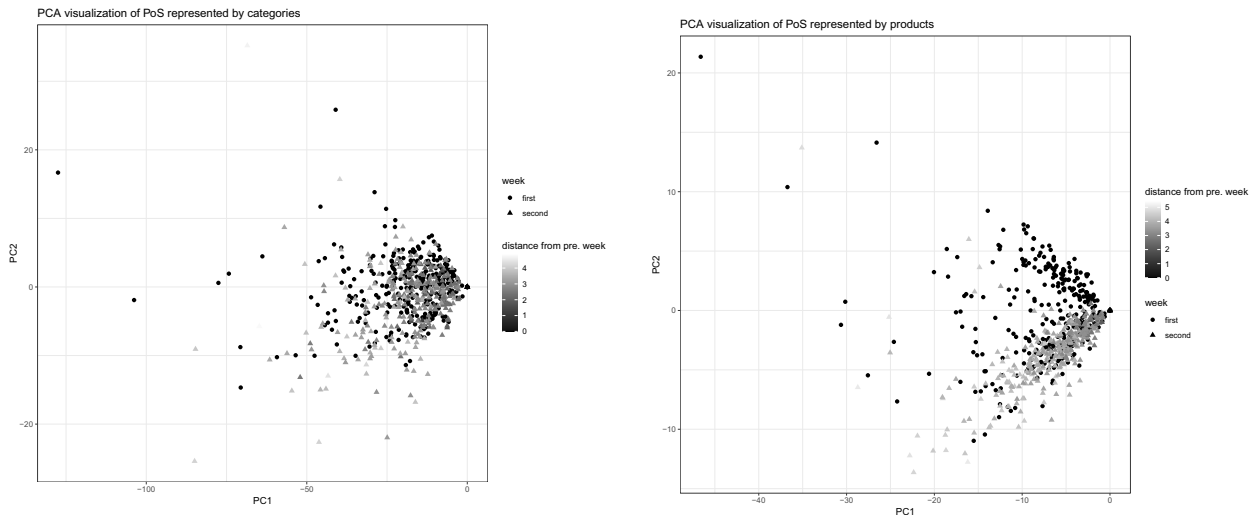 PCA visualization of PoS represented by categories
20
0
−20
−100
−50
0
PC1
PC2
week
first
second
distance from pre. week
4
3
2
1
0
PCA visualization of PoS represented by products
20
10
0
−10
−40
−30
−20
−10
0
PC1
PC2
distance from pre. week
5
4
3
2
1
0
week
first
second